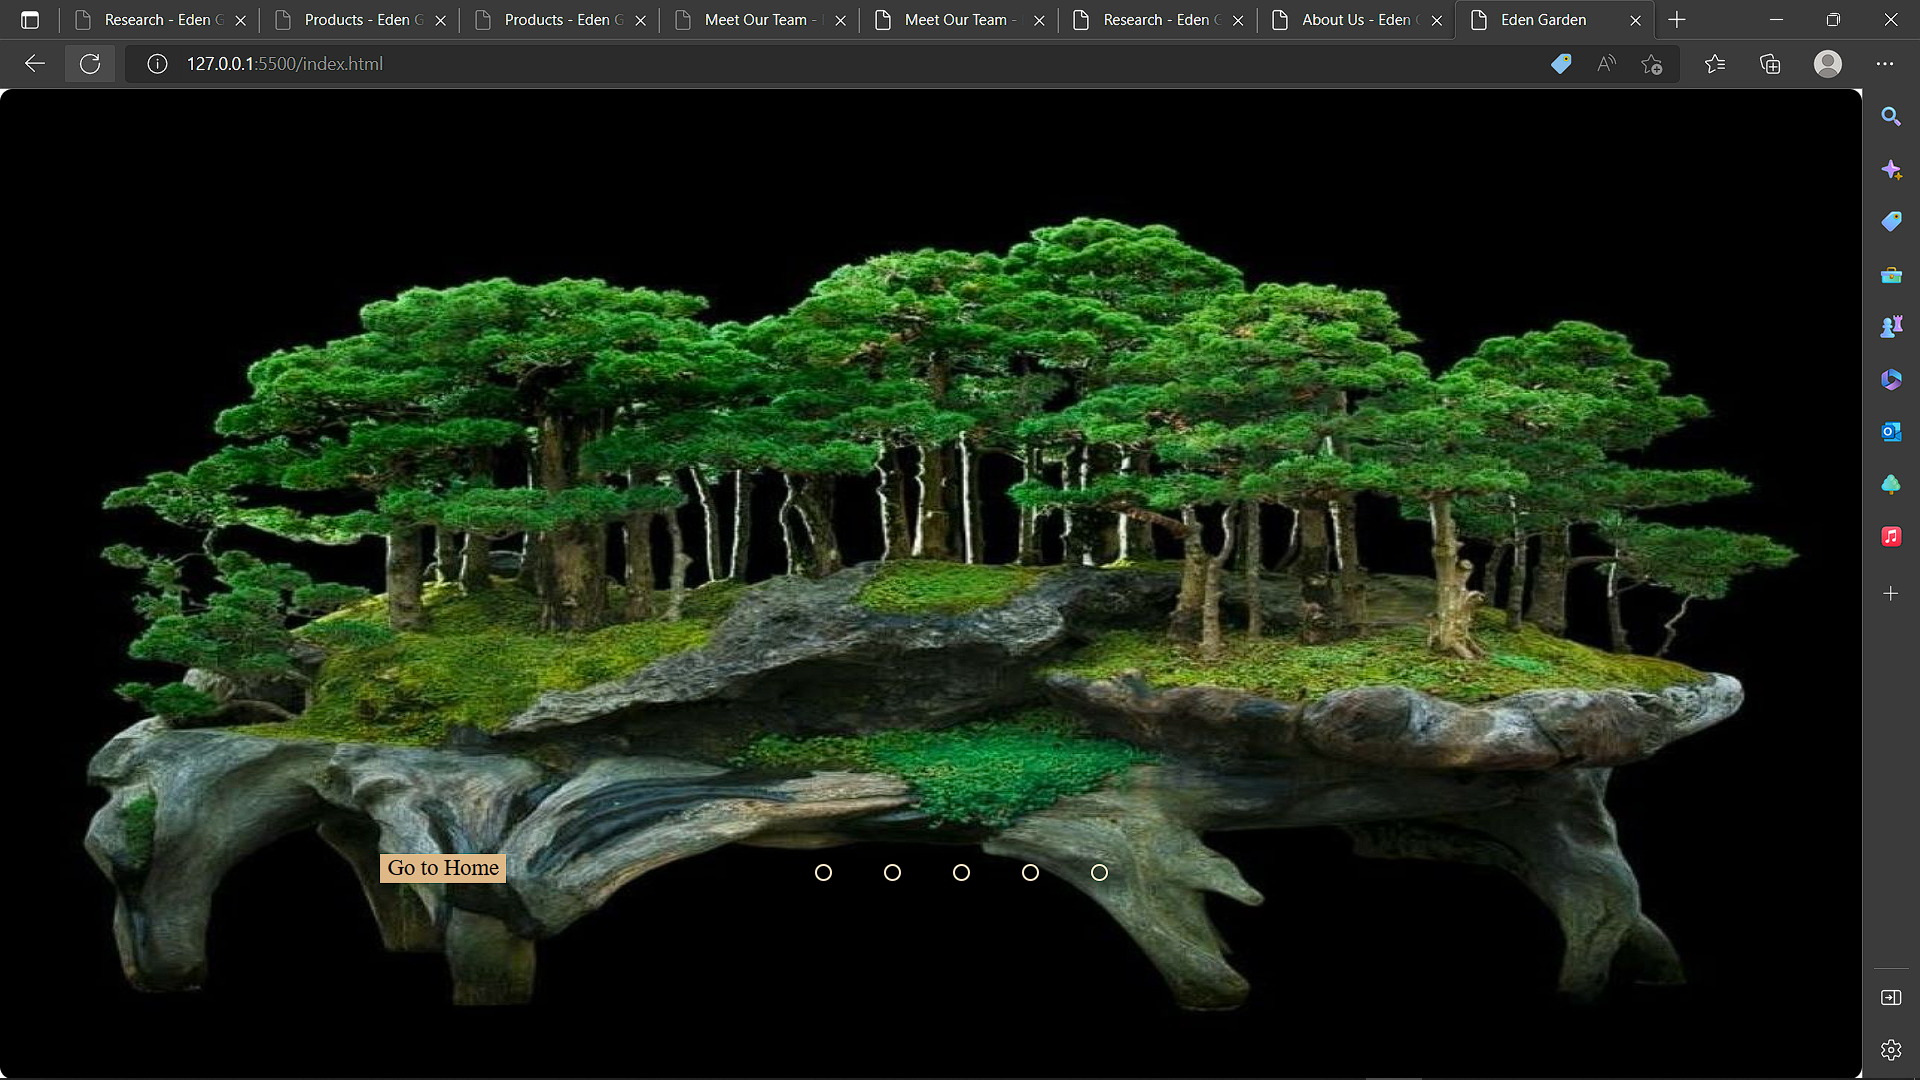 Research - Eden G
Products - Eden G
Products - Eden G
Meet Our Team -
Meet Our Team -
Research - Eden G
About Us - Eden
Eden Garden
127.0.0.1:5500/index.html
Go to Home